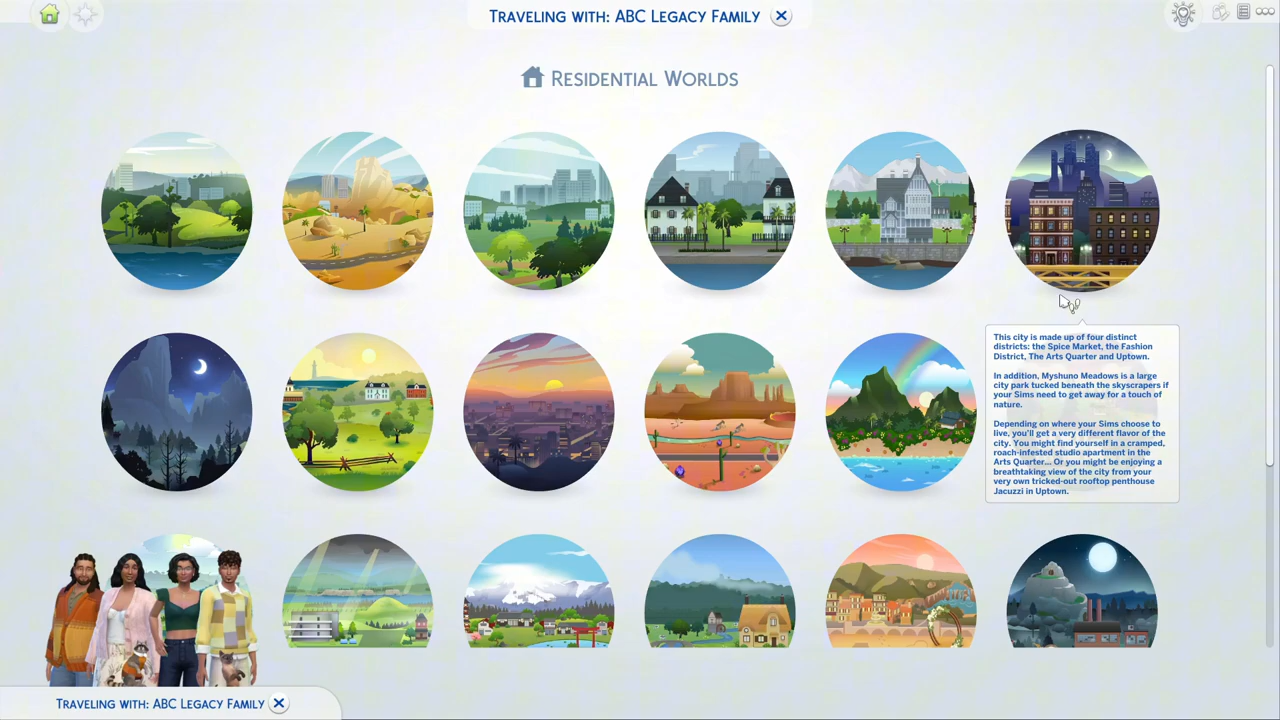 TRAVELING WITH: ABC LEGACY FAMILY
RESIDENTIAL WORLDS
This city is made up of four distinct
districts: the Spice Market, the Fashion
District, The Arts Quarter and Uptown.
In addition, Myshuno Meadows is a large
city park tucked beneath the skyscrapers if
your Sims need to get away for a touch of
nature.
Depending on where your Sims choose to
live, you'll get a very different flavor of the
city. You might find yourself in a cramped,
roach-infested studio apartment in the
Arts Quarter... Or you might be enjoying a
breathtaking view of the city from your
very own tricked-out rooftop penthouse
Jacuzzi in Uptown.
TRAVELING WITH: ABC LEGACY FAMILY